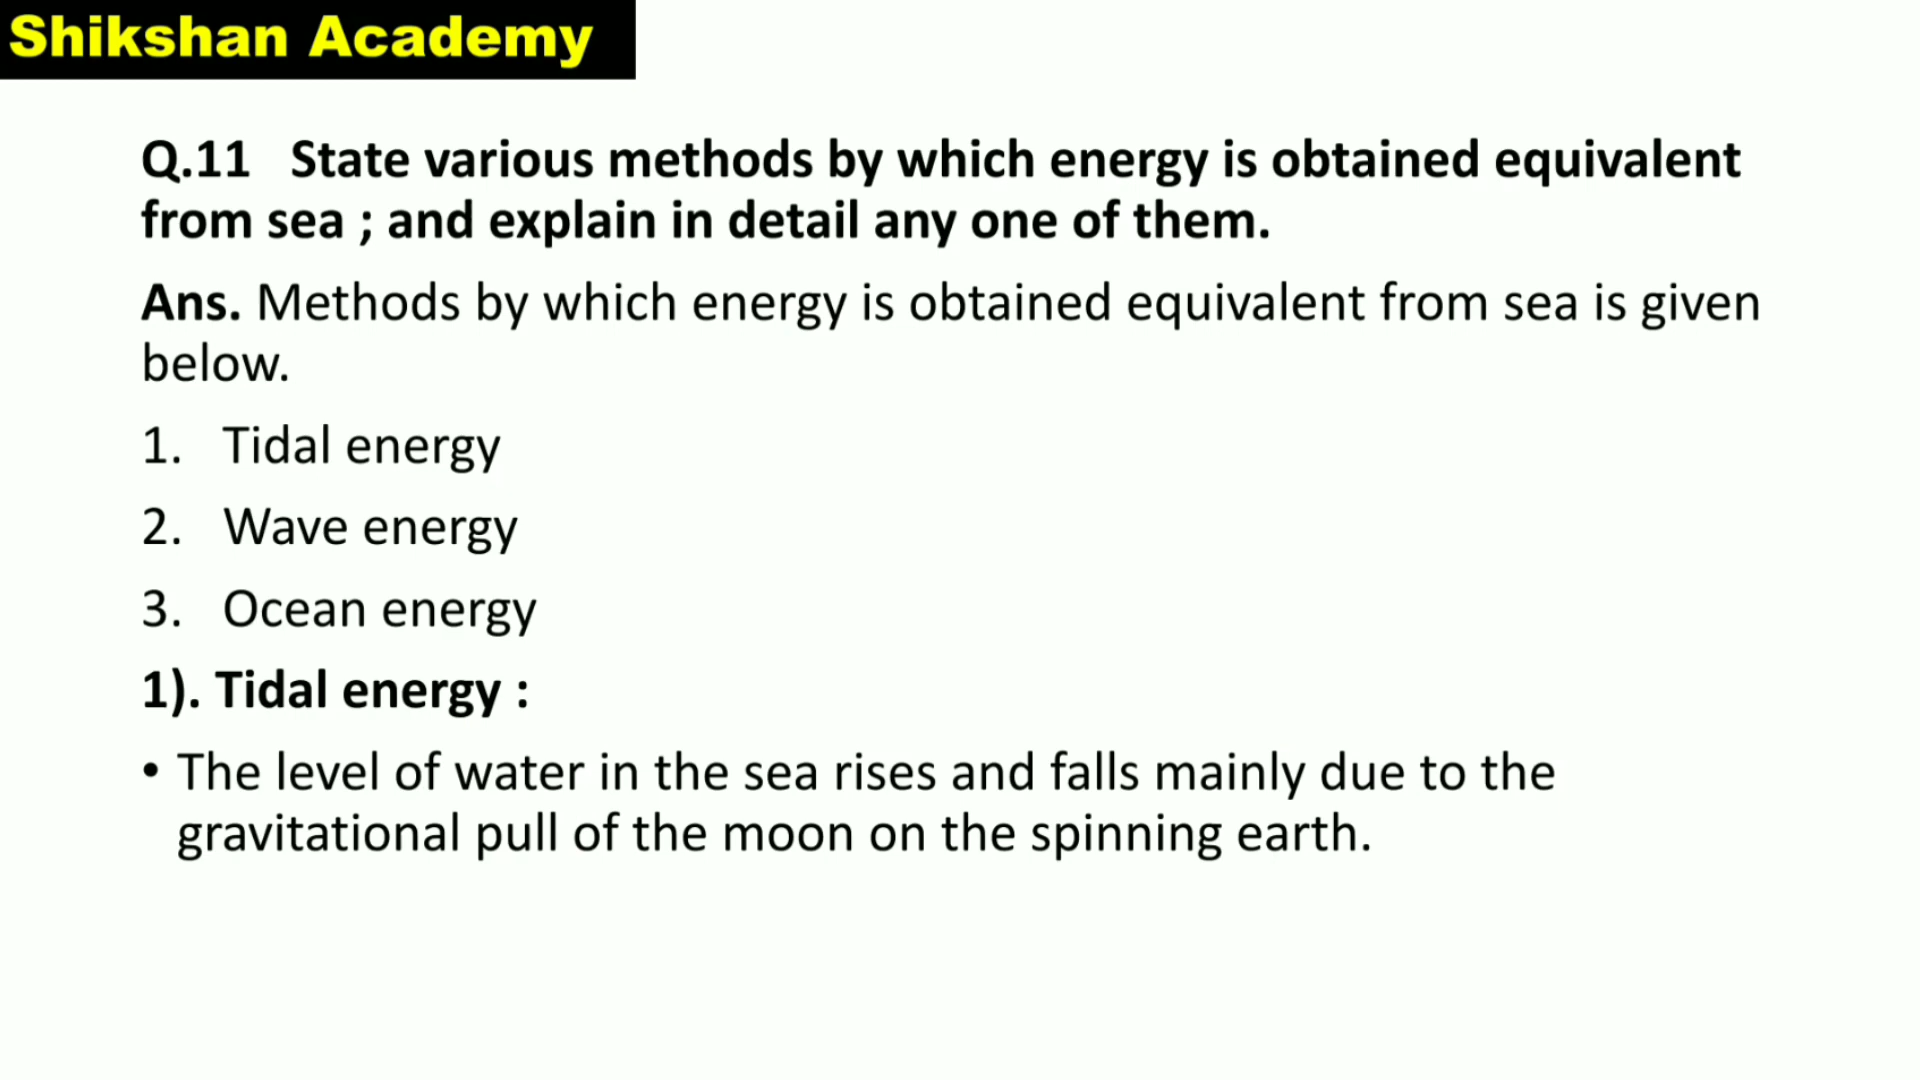 Shikshan Academy
Q.11 State various methods by which energy is obtained equivalent
from sea ; and explain in detail any one of them.
Ans. Methods by which energy is obtained equivalent from sea is given
below.
1. Tidal energy
2. Wave energy
3. Ocean energy
1). Tidal energy :
• The level of water in the sea rises and falls mainly due to the
gravitational pull of the moon on the spinning earth.